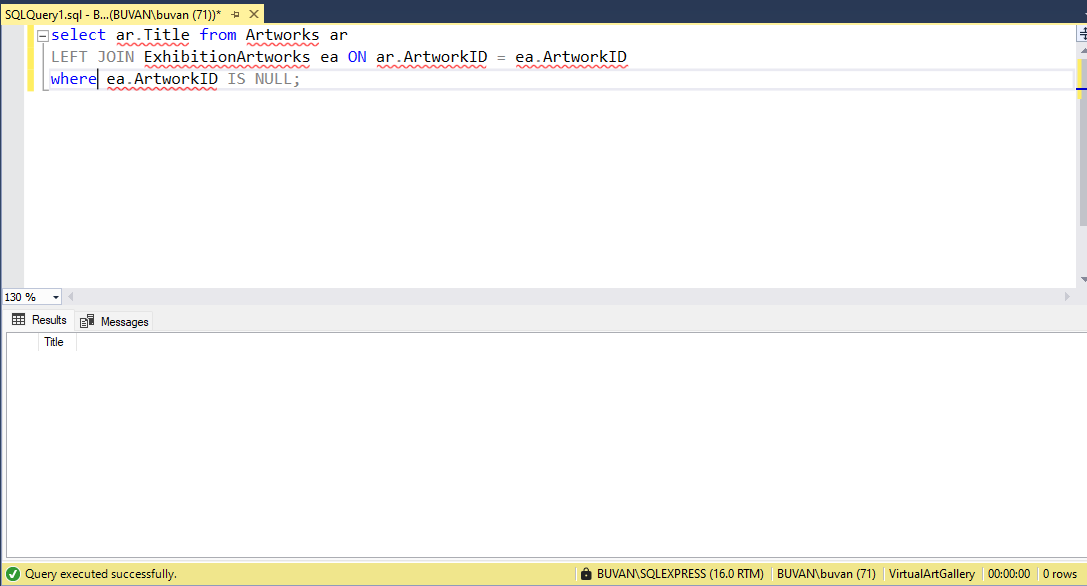 SQLQuery1.sql - B...(BUVAN\buvan (71))*
select ar.Title from Artworks ar
LEFT JOIN ExhibitionArtworks ea ON ar.ArtworkID = ea.ArtworkID
where ea.ArtworkID IS NULL;
130 %
Results Messages
Title
Query executed successfully. BUVAN\SQLEXPRESS (16.0 RTM) BUVAN\buvan (71) VirtualArtGallery 00:00:00 0 rows